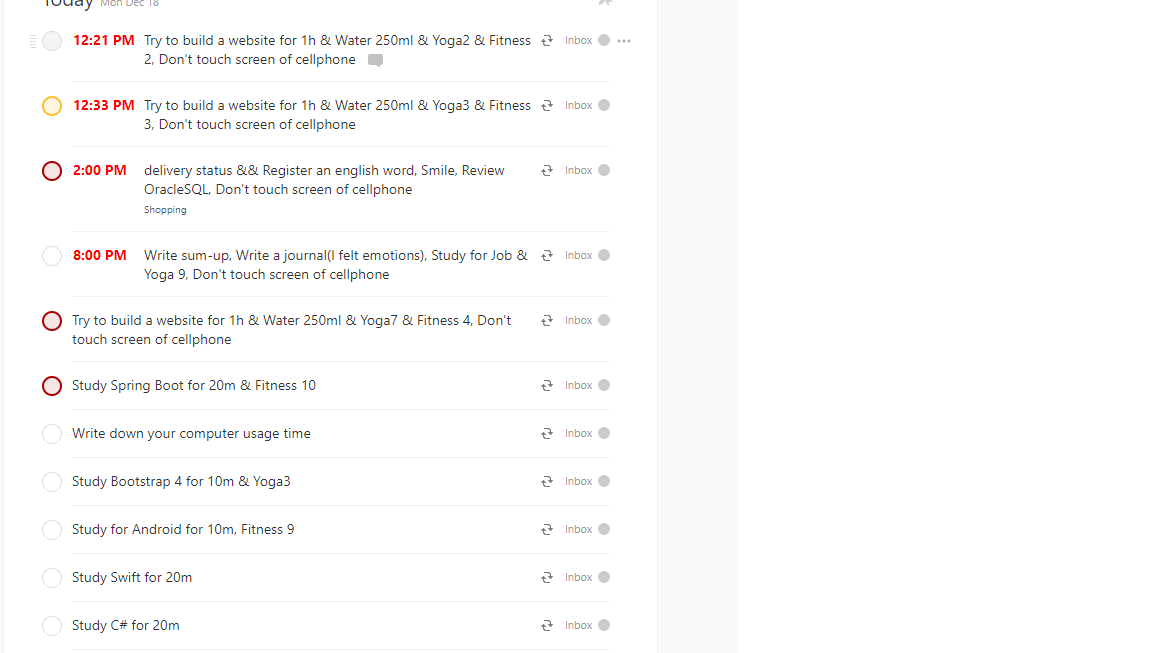 Today Mon Dec 18
12:21 PM Try to build a website for 1h & Water 250ml & Yoga2 & Fitness Inbox
2, Don't touch screen of cellphone
12:33 PM Try to build a website for 1h & Water 250ml & Yoga3 & Fitness Inbox
3, Don't touch screen of cellphone
2:00 PM delivery status && Register an english word, Smile, Review Inbox
OracleSQL, Don't touch screen of cellphone
Shopping
8:00 PM Write sum-up, Write a journal(I felt emotions), Study for Job & Inbox
Yoga 9, Don't touch screen of cellphone
Try to build a website for 1h & Water 250ml & Yoga7 & Fitness 4, Don't Inbox
touch screen of cellphone
Study Spring Boot for 20m & Fitness 10 Inbox
Write down your computer usage time Inbox
Study Bootstrap 4 for 10m & Yoga3 Inbox
Study for Android for 10m, Fitness 9 Inbox
Study Swift for 20m Inbox
Study C# for 20m Inbox